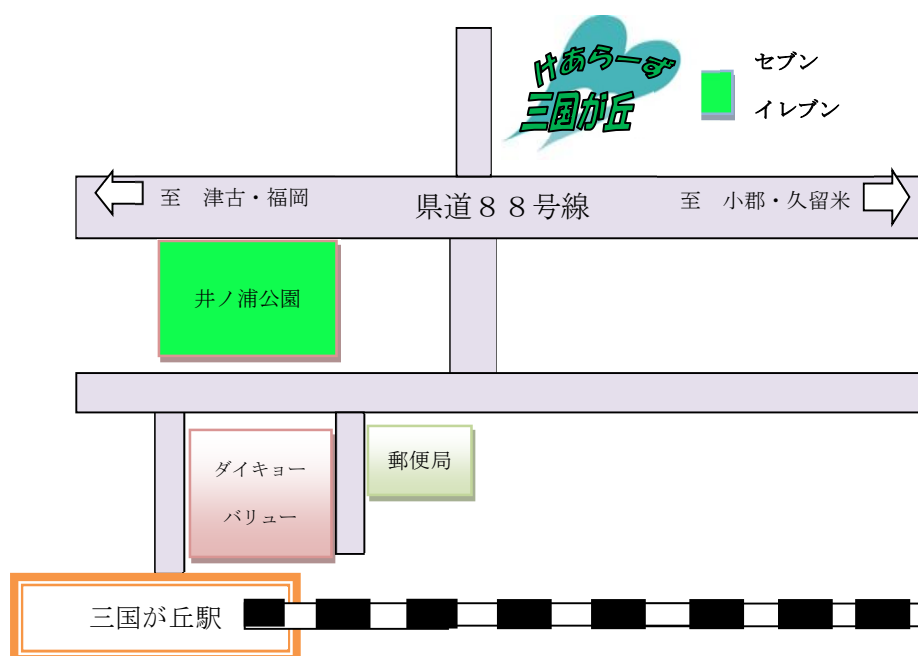 けあらーず
三国が丘
セブン
イレブン
至　津古・福岡
県道８８号線
至　小郡・久留米
井ノ浦公園
ダイキョー
バリュー
郵便局
三国が丘駅